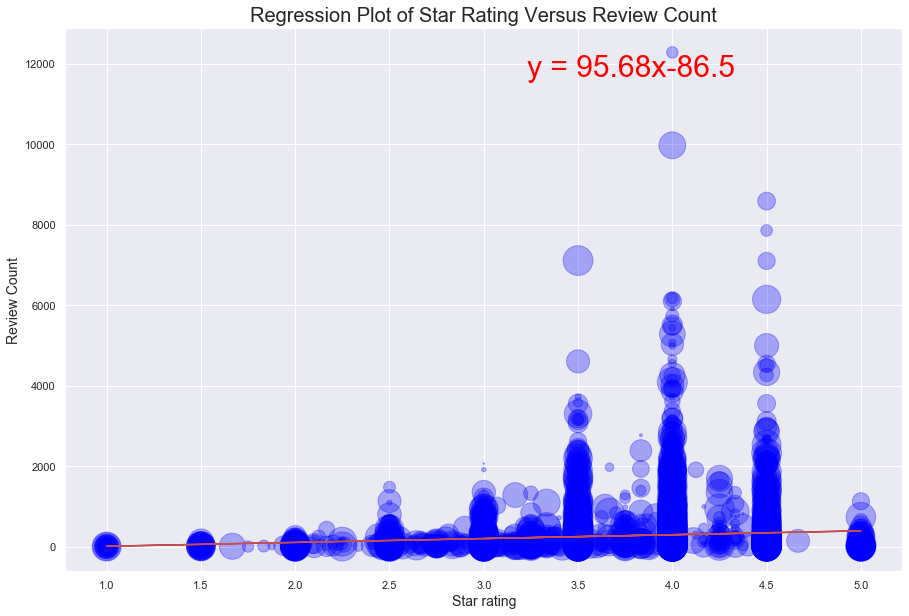 Regression Plot of Star Rating Versus Review Count
y = 95.68x-86.5
12000
10000
8000
6000
4000
2000
0
Review Count
1.0 1.5 2.0 2.5 3.0 3.5 4.0 4.5 5.0
Star rating